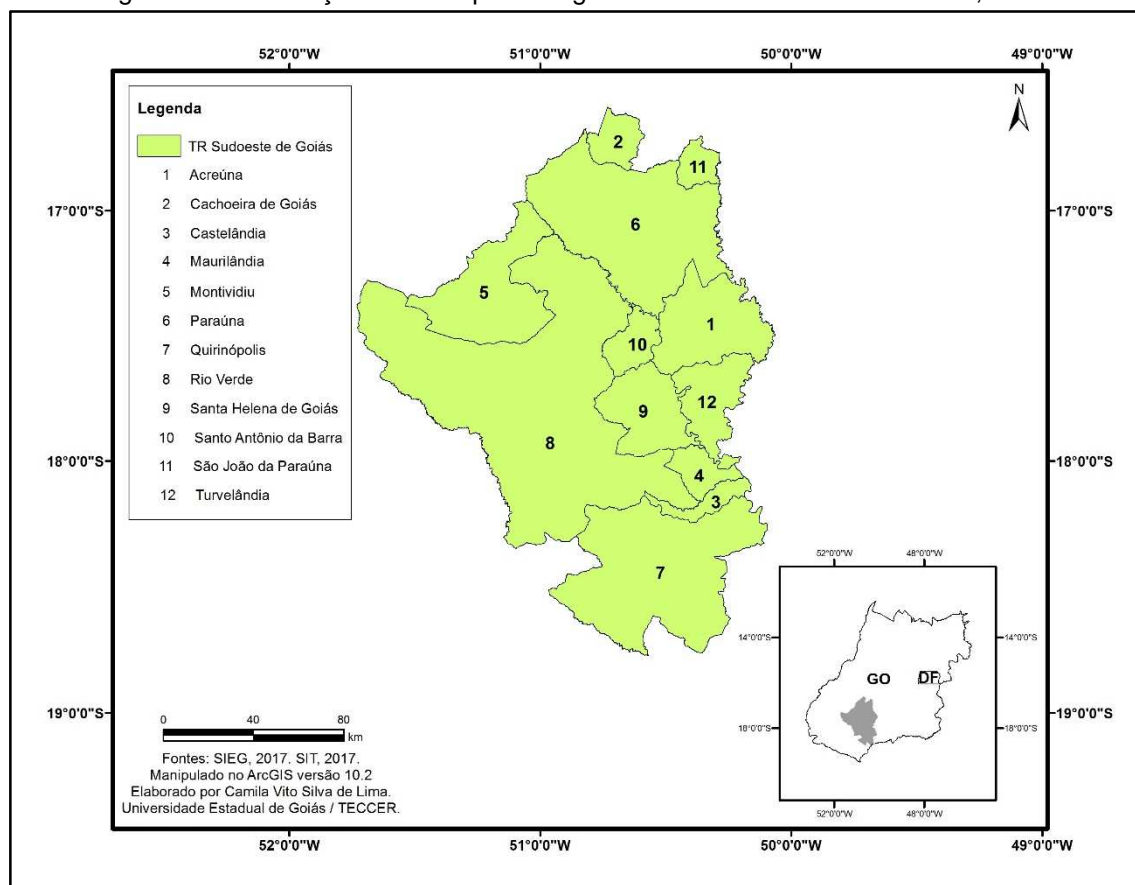 52°0'0"W 51°0'0"W 50°0'0"W 49°0'0"W
Legenda
TR Sudoeste de Goiás
1 Acreúna
2 Cachoeira de Goiás
3 Castelândia
4 Maurilândia
5 Montividiu
6 Paraúna
7 Quirinópolis
8 Rio Verde
9 Santa Helena de Goiás
10 Santo Antônio da Barra
11 São João da Paraúna
12 Turvelândia
N
2
11
17°0'0"S 17°0'0"S
6
5
1
10
9
12
8
18°0'0"S 18°0'0"S
4
3
7
52°0'0"W 48°0'0"W
14°0'0"S 14°0'0"S
GO DF
18°0'0"S 18°0'0"S
52°0'0"W 48°0'0"W
19°0'0"S 19°0'0"S
0 40 80
km
Fontes: SIEG, 2017. SIT, 2017.
Manipulado no ArcGIS versão 10.2
Elaborado por Camila Vito Silva de Lima.
Universidade Estadual de Goiás / TECCER.
52°0'0"W 51°0'0"W 50°0'0"W 49°0'0"W